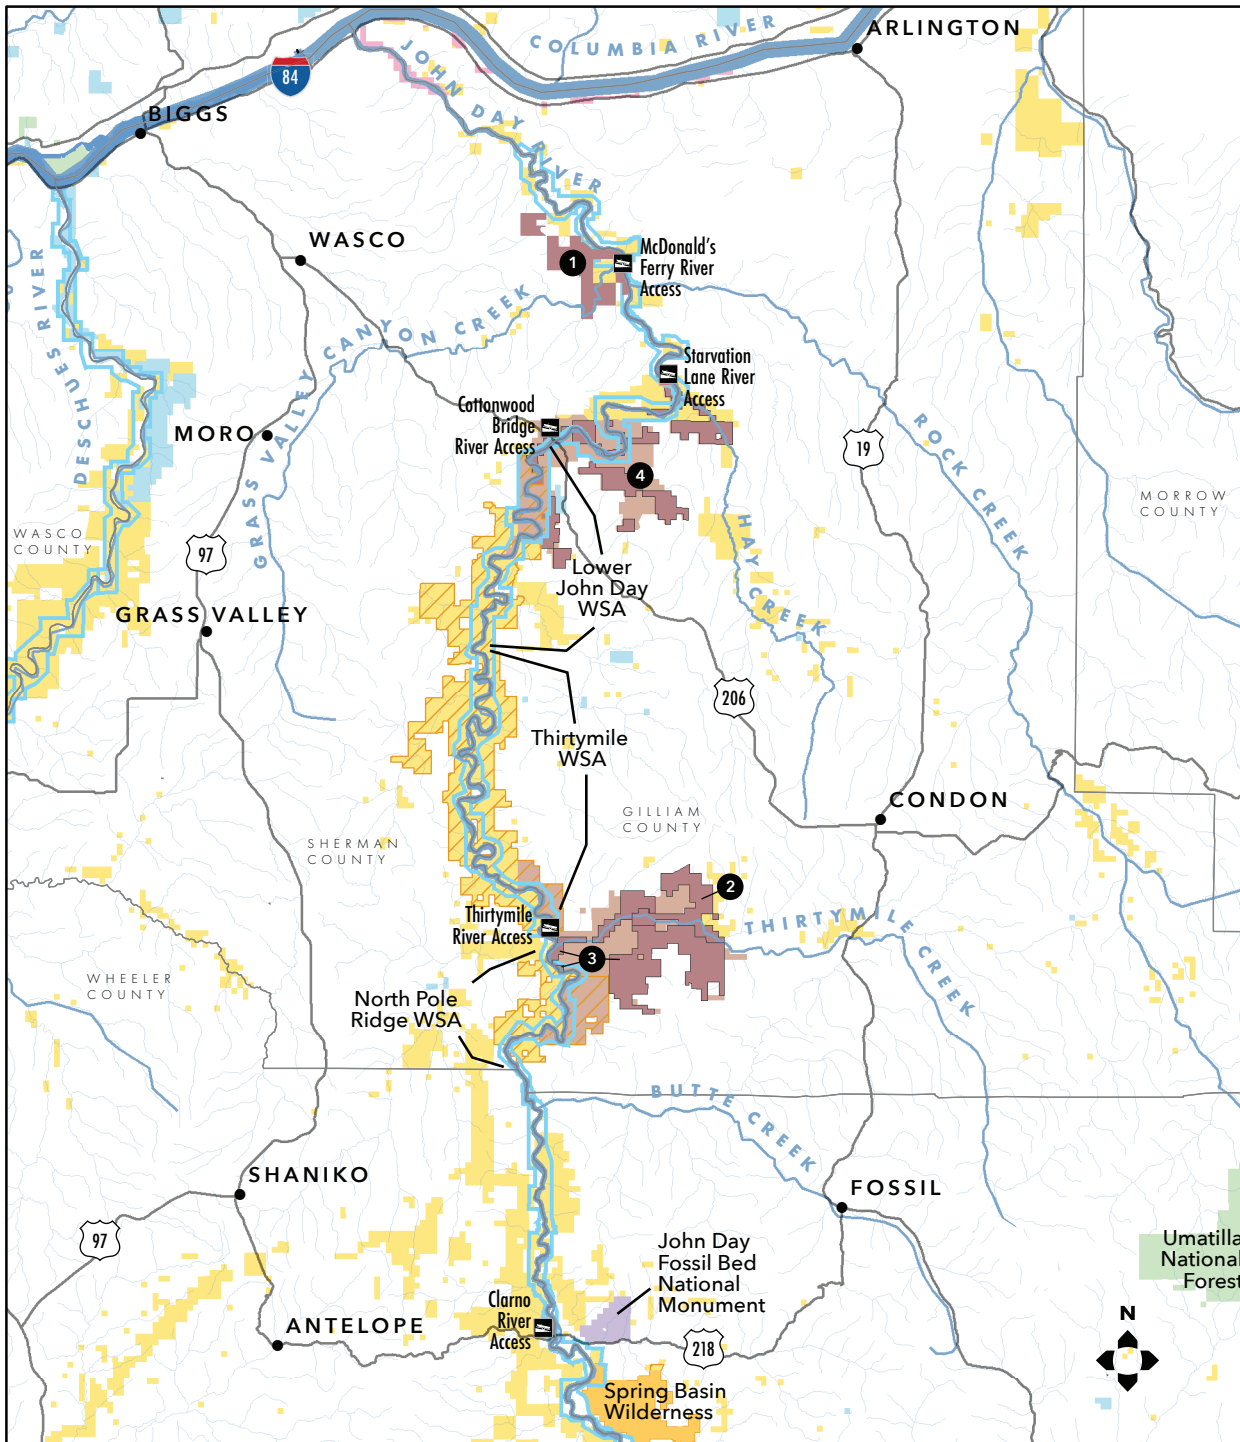 ARLINGTON
COLUMBIA RIVER
JOHN DAY RIVER
84
BIGGS
WASCO
McDonald's
Ferry River
Access
1
DESCHUES RIVER
GRASS VALLEY CANYON CREEK
Starvation
Lane River
Access
Cottonwood
Bridge
River Access
MORO
19
ROCK CREEK
4
MORROW
COUNTY
WASCO
COUNTY
97
HAY CREEK
Lower
John Day
WSA
GRASS VALLEY
206
Thirtymile
WSA
CONDON
GILLIAM
COUNTY
SHERMAN
COUNTY
2
Thirtymile
River Access
THIRTYMILE CREEK
3
WHEELER
COUNTY
North Pole
Ridge WSA
BUTTE CREEK
SHANIKO
FOSSIL
97
John Day
Fossil Bed
National
Monument
Umatilla
National
Forest
Clarno
River
Access
N
ANTELOPE
218
Spring Basin
Wilderness